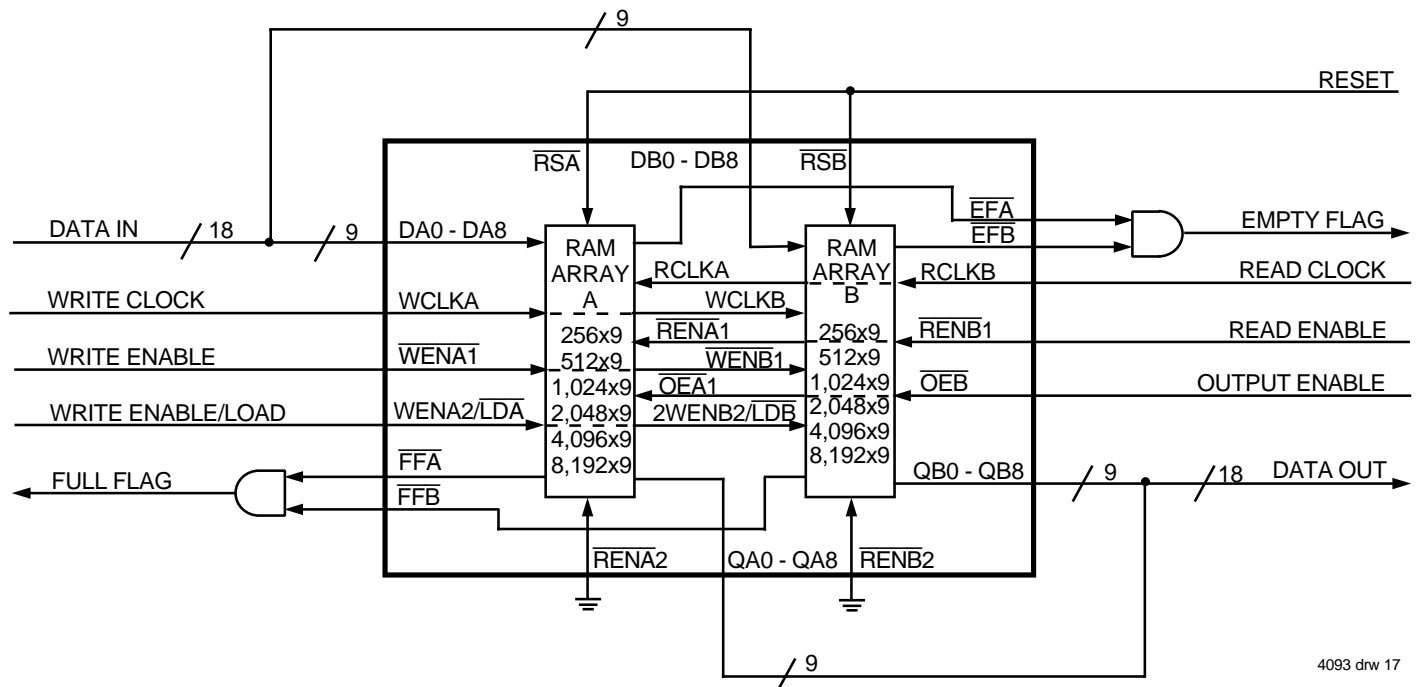 9
RESET
RSA
DB0 - DB8
RSB
DATA IN
18
9
DA0 - DA8
RAM
ARRAY
A
256x9
512x9
1,024x9
2,048x9
4,096x9
8,192x9
RAM
ARRAY
B
256x9
512x9
1,024x9
2,048x9
4,096x9
8,192x9
EFA
EFB
EMPTY FLAG
RCLKA
RCLKB
READ CLOCK
WRITE CLOCK
WCLKA
WCLKB
RENA1
RENB1
READ ENABLE
WRITE ENABLE
WENA1
WENB1
OEA1
OEB
OUTPUT ENABLE
WRITE ENABLE/LOAD
WENA2/LDA
2WENB2/LDB
FFA
FULL FLAG
FFB
QB0 - QB8
9
18
DATA OUT
RENA2
QA0 - QA8
RENB2
9
4093 drw 17